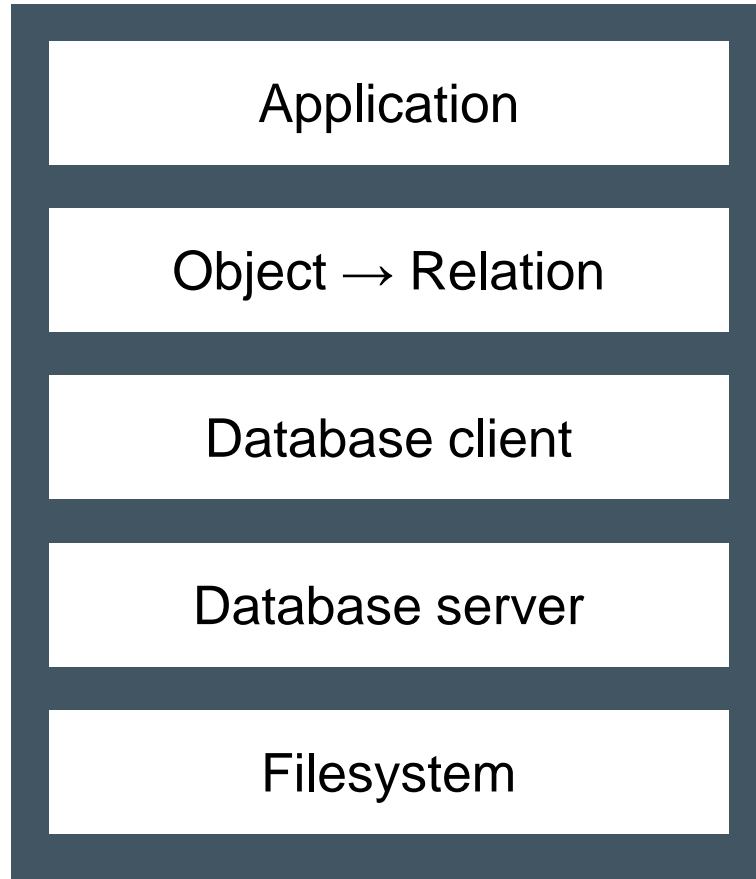 Application
Object → Relation
Database client
Database server
Filesystem